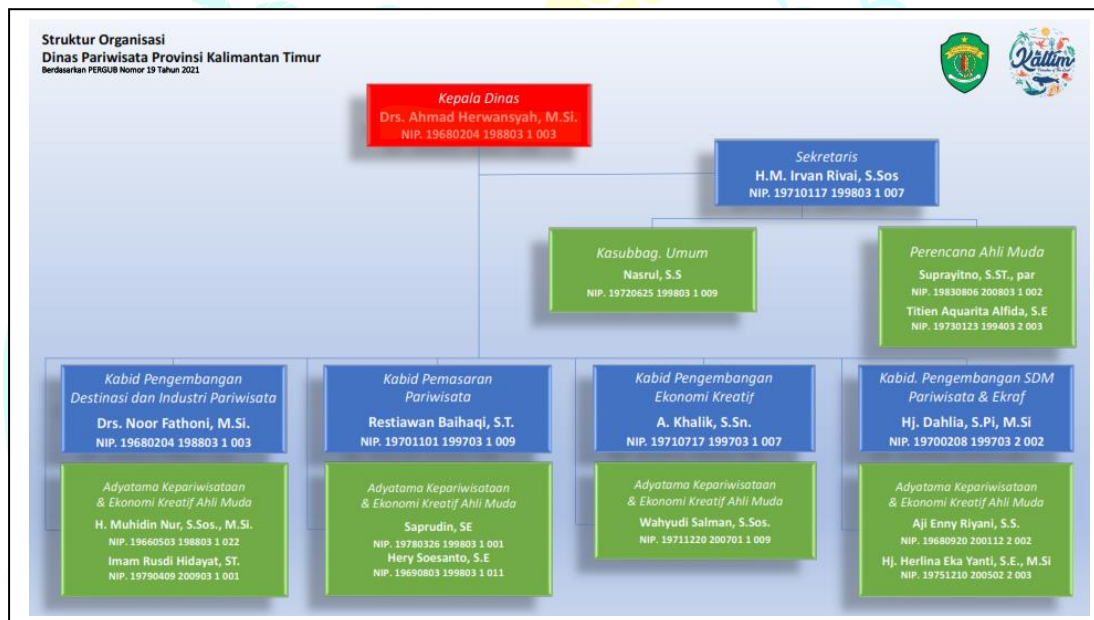 Struktur Organisasi
Dinas Pariwisata Provinsi Kalimantan Timur
Berdasarkan PERGUB Nomor 19 Tahun 2021
Kaltim
Kepala Dinas
Drs. Ahmad Herwansyah, M.Si.
NIP. 19680204 198803 1 003
Sekretaris
H.M. Irvan Rivai, S.Sos
NIP. 19710117 199803 1 007
Kasubbag. Umum
Nasrul, S.S
NIP. 19720625 199803 1 009
Perencana Ahli Muda
Suprayitno, S.ST., par
NIP. 19830806 200803 1 002
Titien Aquarita Alfida, S.E
NIP. 19730123 199403 2 003
Kabid Pengembangan
Destinasi dan Industri Pariwisata
Drs. Noor Fathoni, M.Si.
NIP. 19680204 198803 1 003
Kabid Pemasaran
Pariwisata
Restiawan Baihaqi, S.T.
NIP. 19701101 199703 1 009
Kabid Pengembangan
Ekonomi Kreatif
A. Khalik, S.Sn.
NIP. 19710717 199703 1 007
Kabid. Pengembangan SDM
Pariwisata & Ekraf
Hj. Dahlia, S.Pi, M.Si
NIP. 19700208 199703 2 002
Adyatama Kepariwisataan
& Ekonomi Kreatif Ahli Muda
H. Muhidin Nur, S.Sos., M.Si.
NIP. 19660503 198803 1 022
Imam Rusdi Hidayat, ST.
NIP. 19790409 200903 1 001
Adyatama Kepariwisataan
& Ekonomi Kreatif Ahli Muda
Saprudin, SE
NIP. 19780326 199803 1 001
Hery Soesanto, S.E
NIP. 19690803 199803 1 011
Adyatama Kepariwisataan
& Ekonomi Kreatif Ahli Muda
Wahyudi Salman, S.Sos.
NIP. 19711220 200701 1 009
Adyatama Kepariwisataan
& Ekonomi Kreatif Ahli Muda
Aji Enny Riyani, S.S.
NIP. 19680920 200112 2 002
Hj. Herlina Eka Yanti, S.E., M.Si
NIP. 19751210 200502 2 003